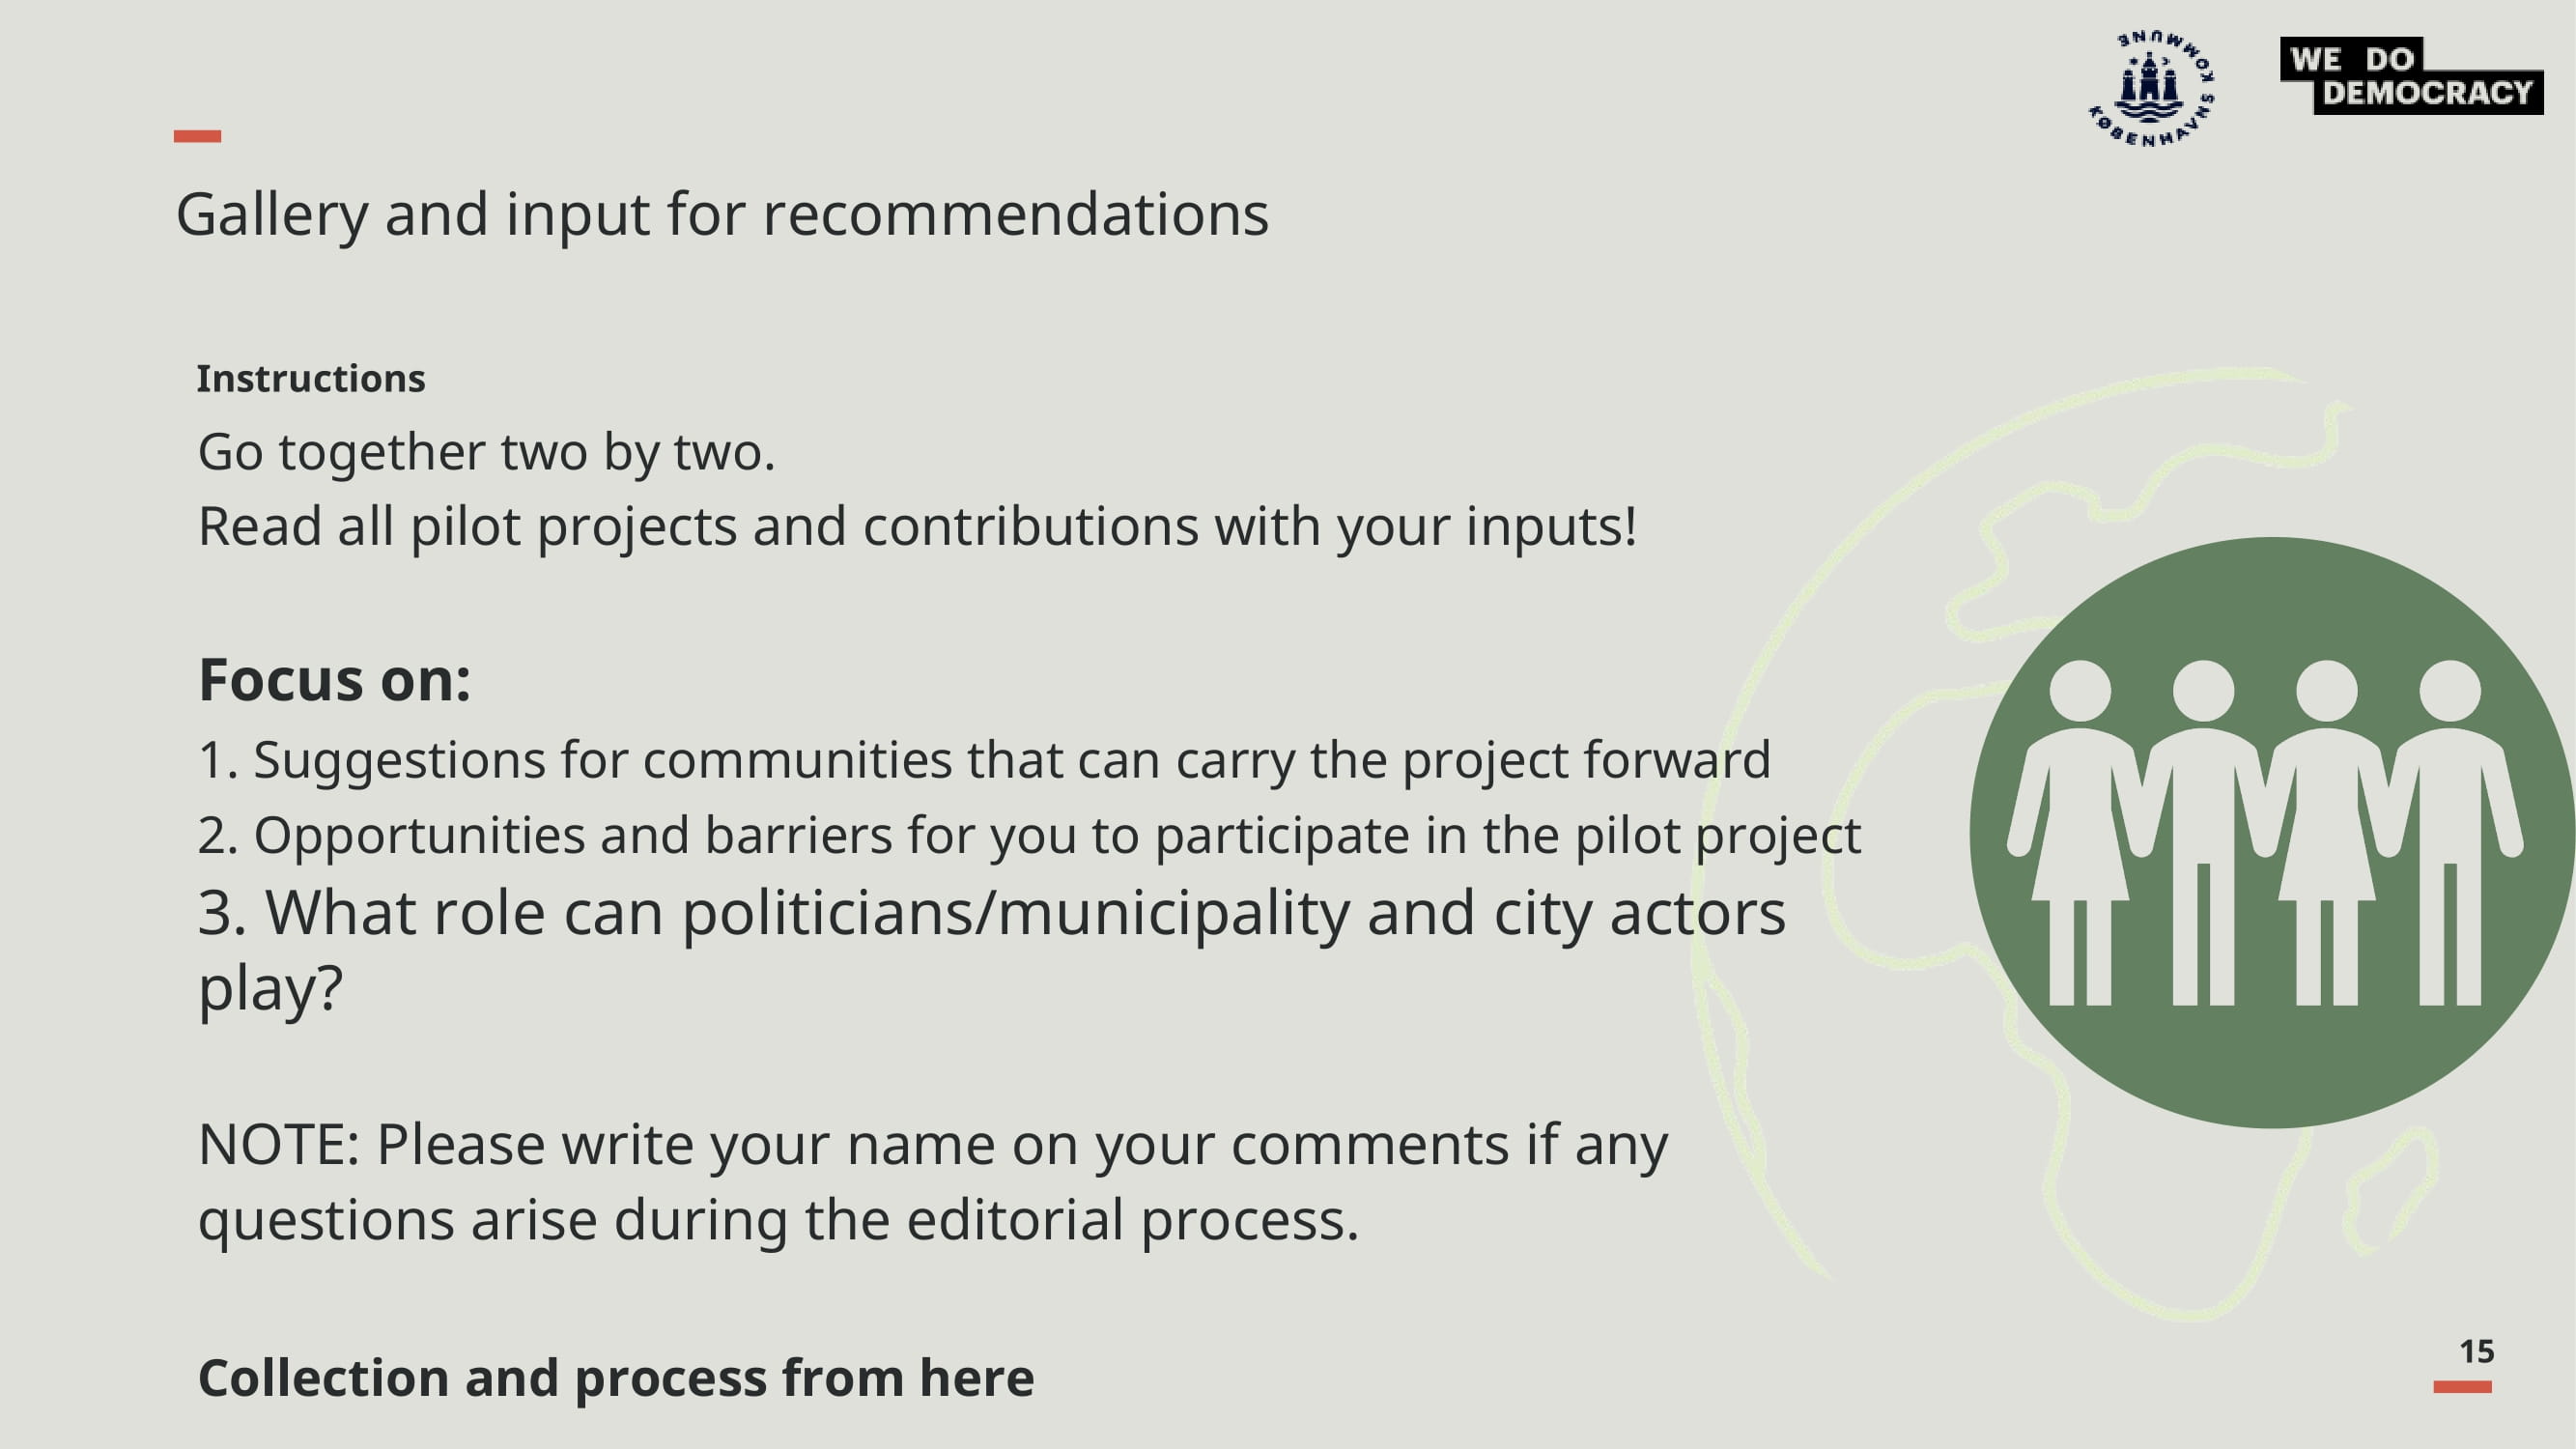 KØBENHAVNS KOMMUNE
WE DO
DEMOCRACY
Gallery and input for recommendations
Instructions
Go together two by two.
Read all pilot projects and contributions with your inputs!
Focus on:
1. Suggestions for communities that can carry the project forward
2. Opportunities and barriers for you to participate in the pilot project
3. What role can politicians/municipality and city actors
play?
NOTE: Please write your name on your comments if any
questions arise during the editorial process.
Collection and process from here
15